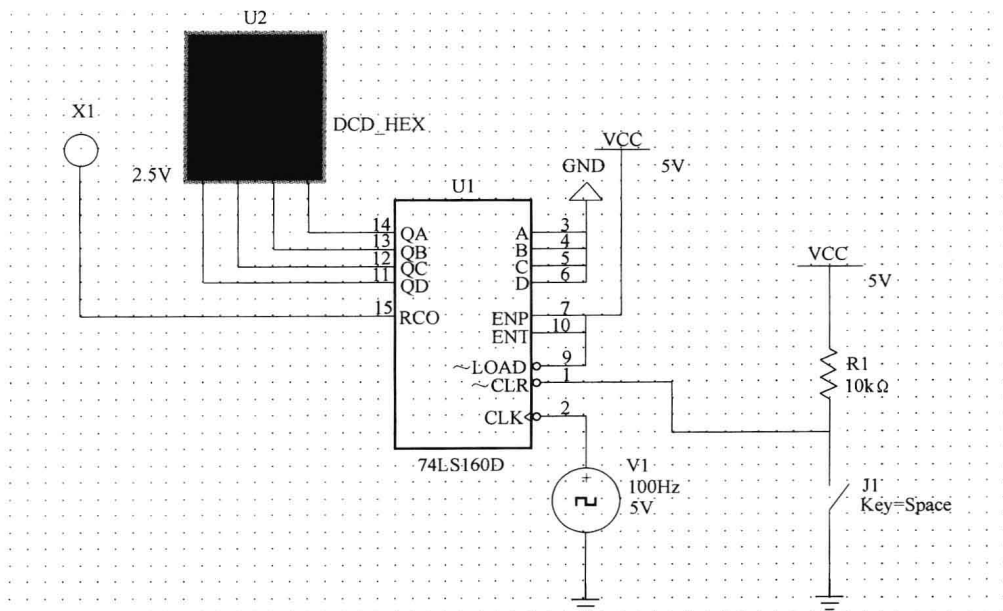 U2
X1
DCD_HEX
2.5V
VCC
5V
GND
U1
14 QA
13 QB
12 QC
11 QD
15 RCO
A 3
B 4
C 5
D 6
ENP 7
ENT 10
~LOAD 9
~CLR 1
CLK 2
74LS160D
V1
100Hz
5V
VCC
5V
R1
10kΩ
J1
Key=Space